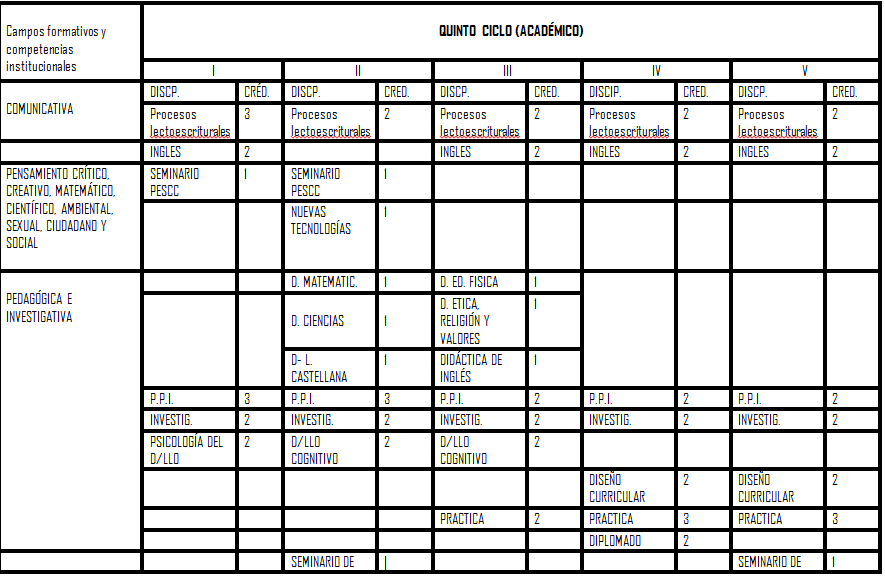 Campos formativos y
competencias
institucionales
QUINTO CICLO (ACADÉMICO)
I II III IV V
DISCP. CRÉD. DISCP. CRED. DISCP. CRED. DISCIP. CRED. DISCP. CRED.
COMUNICATIVA
Procesos 3 Procesos 2 Procesos 2 Procesos 2 Procesos 2
lectoescriturales lectoescriturales lectoescriturales lectoescriturales lectoescriturales
INGLES 2 INGLES 2 INGLES 2 INGLES 2
PENSAMIENTO CRÍTICO,
CREATIVO, MATEMÁTICO,
CIENTÍFICO, AMBIENTAL,
SEXUAL, CIUDADANO Y
SOCIAL
SEMINARIO 1 SEMINARIO 1
PESCC PESCC
NUEVAS 1
TECNOLOGÍAS
PEDAGÓGICA E
INVESTIGATIVA
D. MATEMATIC. 1 D. ED. FISICA 1
D. CIENCIAS 1
D. ETICA, 1
RELIGIÓN Y
VALORES
D- L. 1 DIDÁCTICA DE 1
CASTELLANA INGLÉS
P.P.I. 3 P.P.I. 3 P.P.I. 2 P.P.I. 2 P.P.I. 2
INVESTIG. 2 INVESTIG. 2 INVESTIG. 2 INVESTIG. 2 INVESTIG. 2
PSICOLOGÍA DEL 2 D/LLO 2 D/LLO 2
D/LLO COGNITIVO COGNITIVO
DISEÑO 2 DISEÑO 2
CURRICULAR CURRICULAR
PRACTICA 2 PRACTICA 3 PRACTICA 3
DIPLOMADO 2
SEMINARIO DE 1 SEMINARIO DE 1